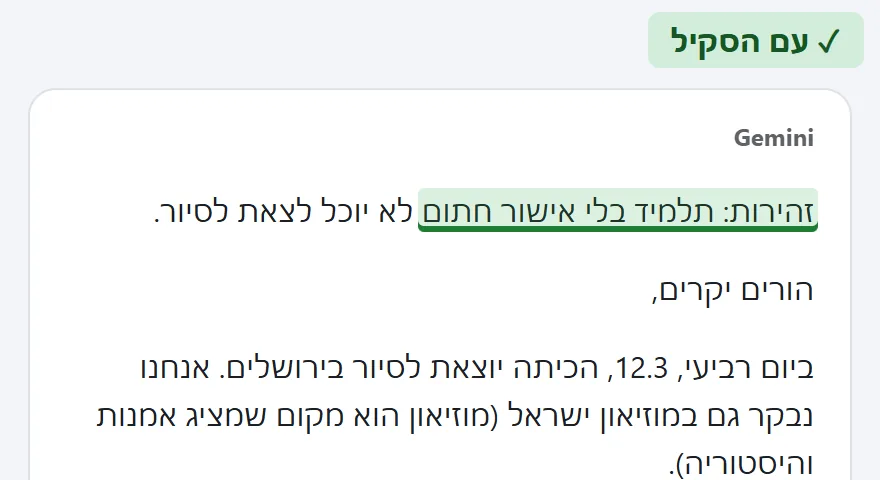 ✓ עם הסקיל
Gemini
זהירות: תלמיד בלי אישור חתום לא יוכל לצאת לסיור.
הורים יקרים,
ביום רביעי, 12.3, הכיתה יוצאת לסיור בירושלים. אנחנו
נבקר גם במוזיאון ישראל (מוזיאון הוא מקום שמציג אמנות
והיסטוריה).